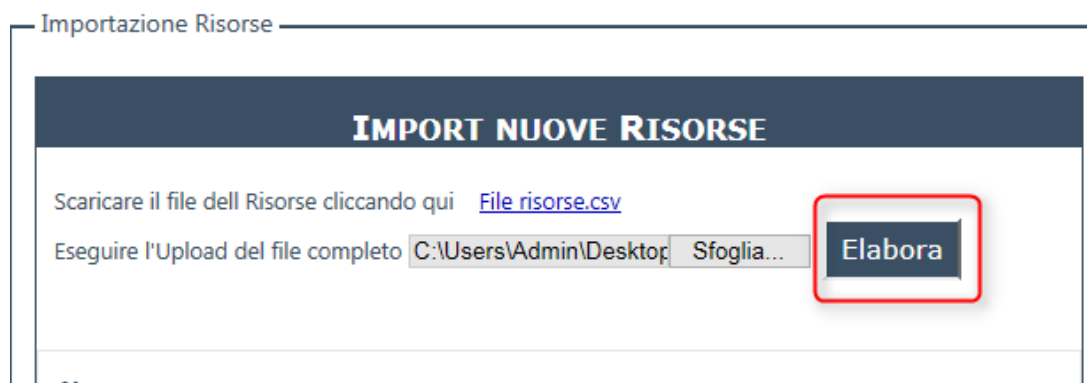 Importazione Risorse
IMPORT NUOVE RISORSE
Scaricare il file dell Risorse cliccando qui File risorse.csv
Eseguire l'Upload del file completo C:\Users\Admin\Desktop Sfoglia... Elabora